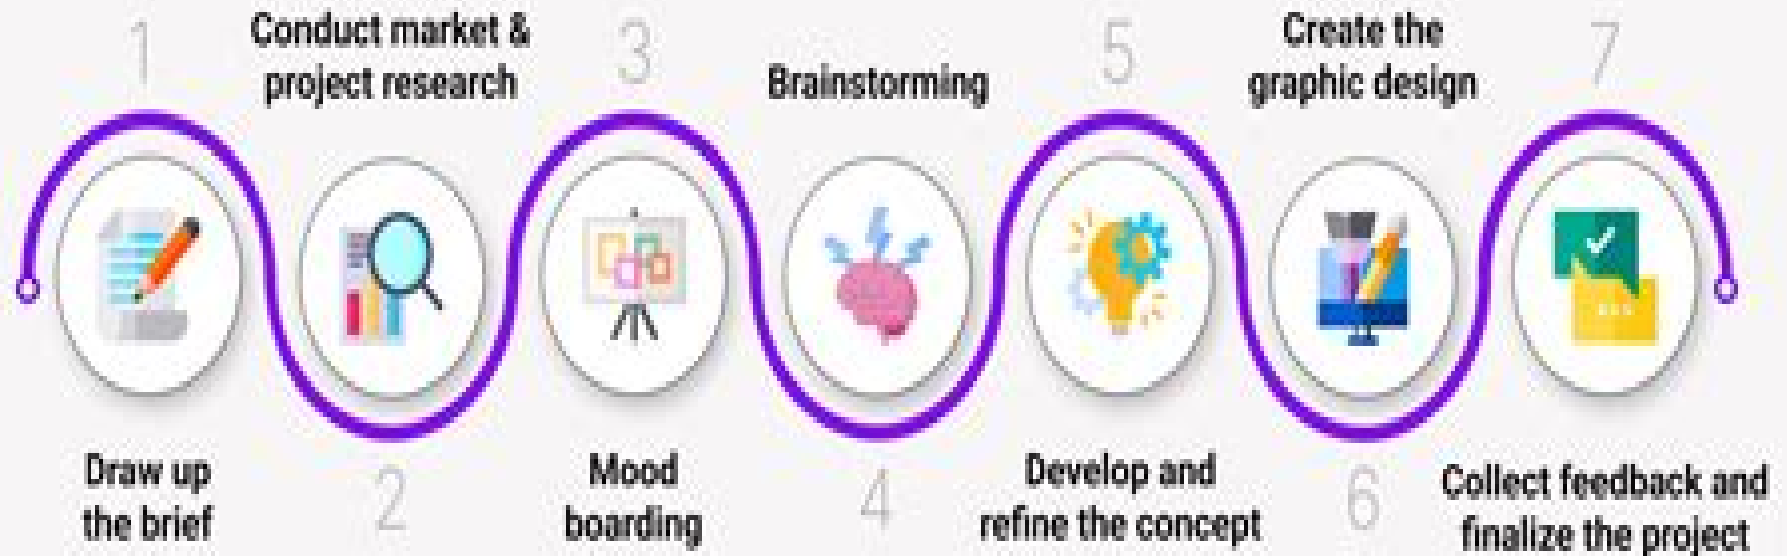 1
Draw up
the brief
Conduct market &
project research
2
3
Mood
boarding
Brainstorming
4
5
Develop and
refine the concept
Create the
graphic design
6
7
Collect feedback and
finalize the project